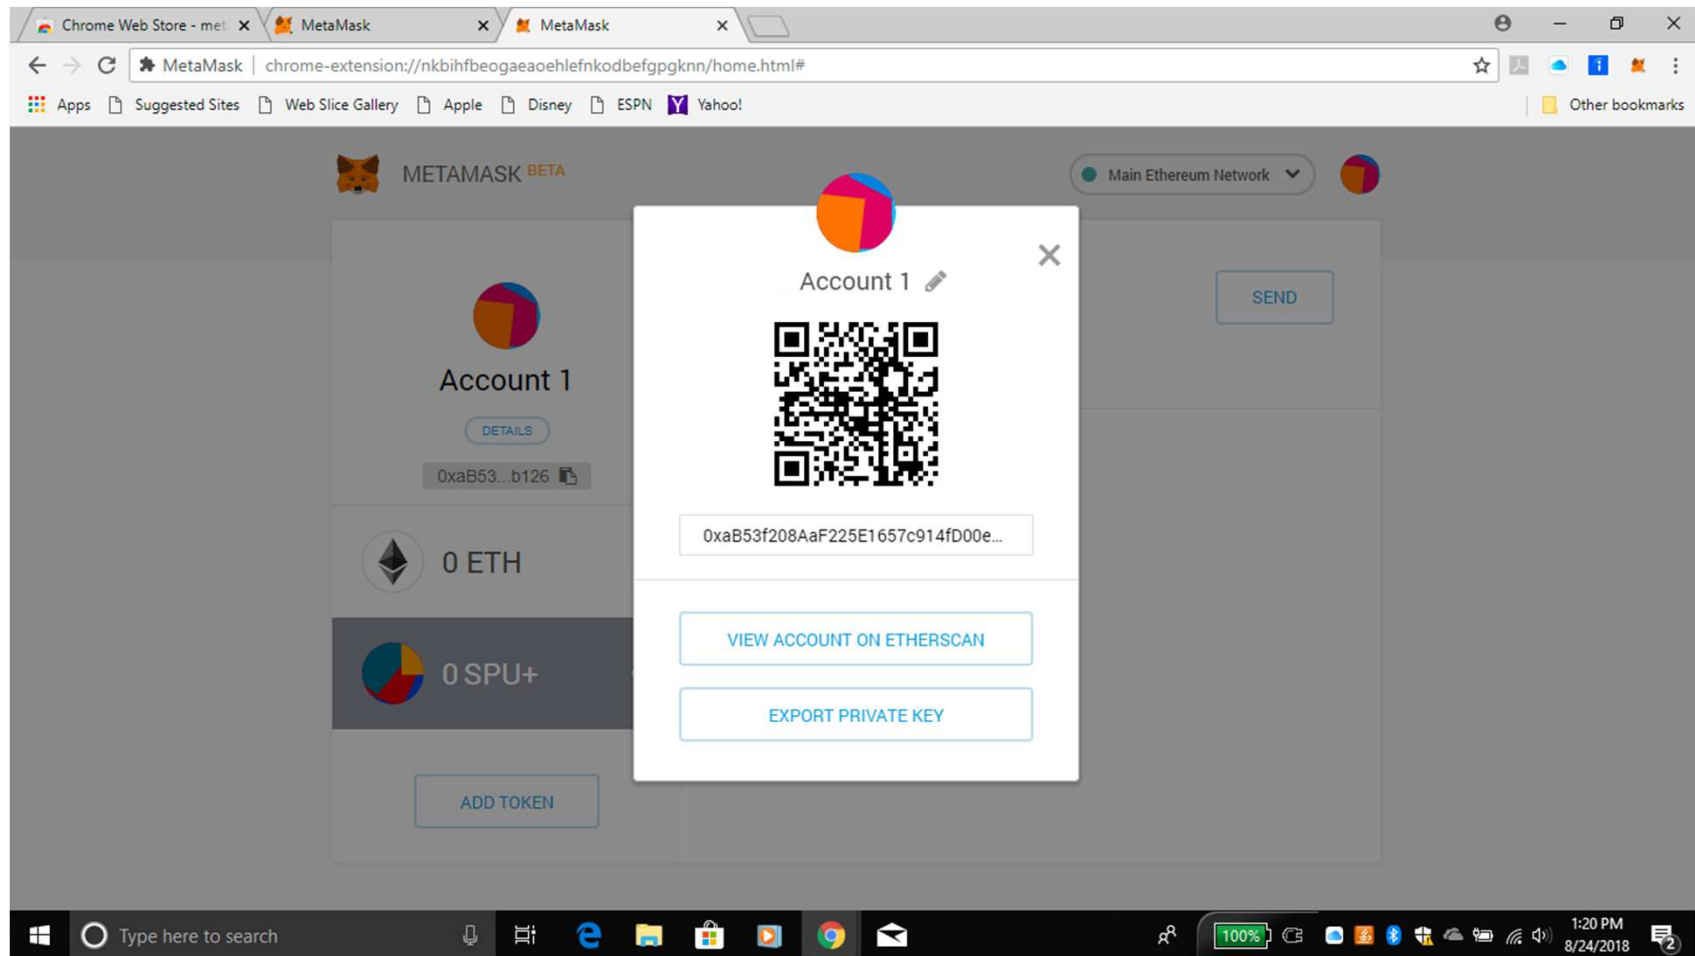 Chrome Web Store - met
MetaMask
MetaMask
MetaMask | chrome-extension://nkbihfbeogaeaoehlefnkodbefgpgknn/home.html#
Apps Suggested Sites Web Slice Gallery Apple Disney ESPN Yahoo! Other bookmarks
METAMASK BETA
Main Ethereum Network
Account 1
DETAILS
0xaB53...b126
0 ETH
0 SPU+
ADD TOKEN
Account 1
0xaB53f208AaF225E1657c914fD00e...
VIEW ACCOUNT ON ETHERSCAN
EXPORT PRIVATE KEY
SEND
Type here to search
100%
1:20 PM
8/24/2018
2